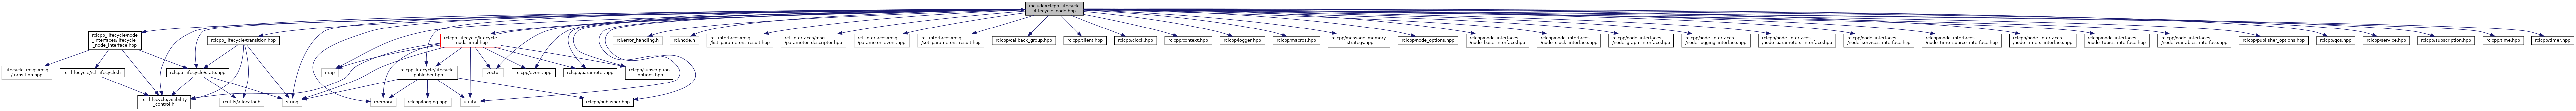 include/rclcpp_lifecycle
/lifecycle_node.hpp
rclcpp_lifecycle/node
_interfaces/lifecycle
_node_interface.hpp
rclcpp_lifecycle/transition.hpp
rclcpp_lifecycle/lifecycle
_node_impl.hpp
rcl/error_handling.h
rcl/node.h
rcl_interfaces/msg
/list_parameters_result.hpp
rcl_interfaces/msg
/parameter_descriptor.hpp
rcl_interfaces/msg
/parameter_event.hpp
rcl_interfaces/msg
/set_parameters_result.hpp
rclcpp/callback_group.hpp
rclcpp/client.hpp
rclcpp/clock.hpp
rclcpp/context.hpp
rclcpp/logger.hpp
rclcpp/macros.hpp
rclcpp/message_memory
_strategy.hpp
rclcpp/node_options.hpp
rclcpp/node_interfaces
/node_base_interface.hpp
rclcpp/node_interfaces
/node_clock_interface.hpp
rclcpp/node_interfaces
/node_graph_interface.hpp
rclcpp/node_interfaces
/node_logging_interface.hpp
rclcpp/node_interfaces
/node_parameters_interface.hpp
rclcpp/node_interfaces
/node_services_interface.hpp
rclcpp/node_interfaces
/node_time_source_interface.hpp
rclcpp/node_interfaces
/node_timers_interface.hpp
rclcpp/node_interfaces
/node_topics_interface.hpp
rclcpp/node_interfaces
/node_waitables_interface.hpp
rclcpp/publisher_options.hpp
rclcpp/qos.hpp
rclcpp/service.hpp
rclcpp/subscription.hpp
rclcpp/time.hpp
rclcpp/timer.hpp
lifecycle_msgs/msg
/transition.hpp
rcl_lifecycle/rcl_lifecycle.h
rclcpp_lifecycle/state.hpp
map
rclcpp_lifecycle/lifecycle
_publisher.hpp
vector
rclcpp/event.hpp
rclcpp/parameter.hpp
rclcpp/subscription
_options.hpp
rcl_lifecycle/visibility
_control.h
rcutils/allocator.h
string
memory
rclcpp/logging.hpp
utility
rclcpp/publisher.hpp